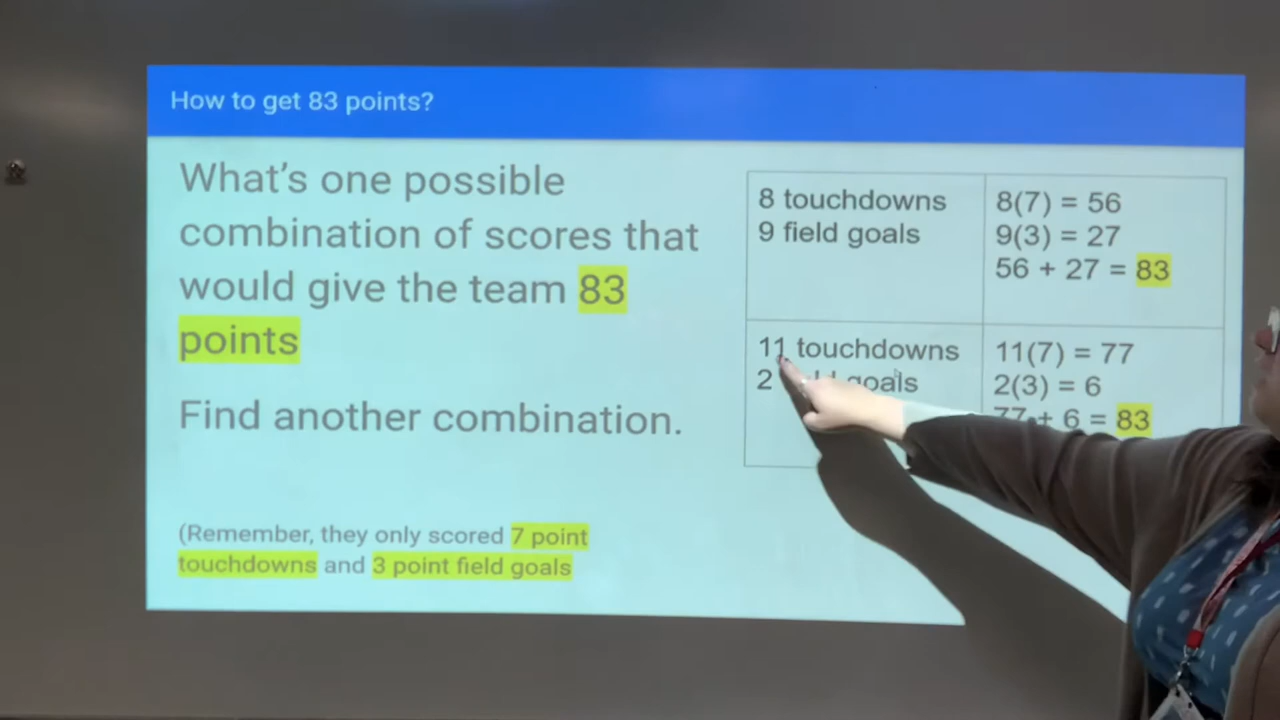 How to get 83 points?
What's one possible
combination of scores that
would give the team 83
points
Find another combination.
(Remember, they only scored 7 point
touchdowns and 3 point field goals
8 touchdowns
9 field goals
8(7) = 56
9(3) = 27
56 + 27 = 83
11 touchdowns
2 goals
11(7) = 77
2(3) = 6
77 + 6 = 83